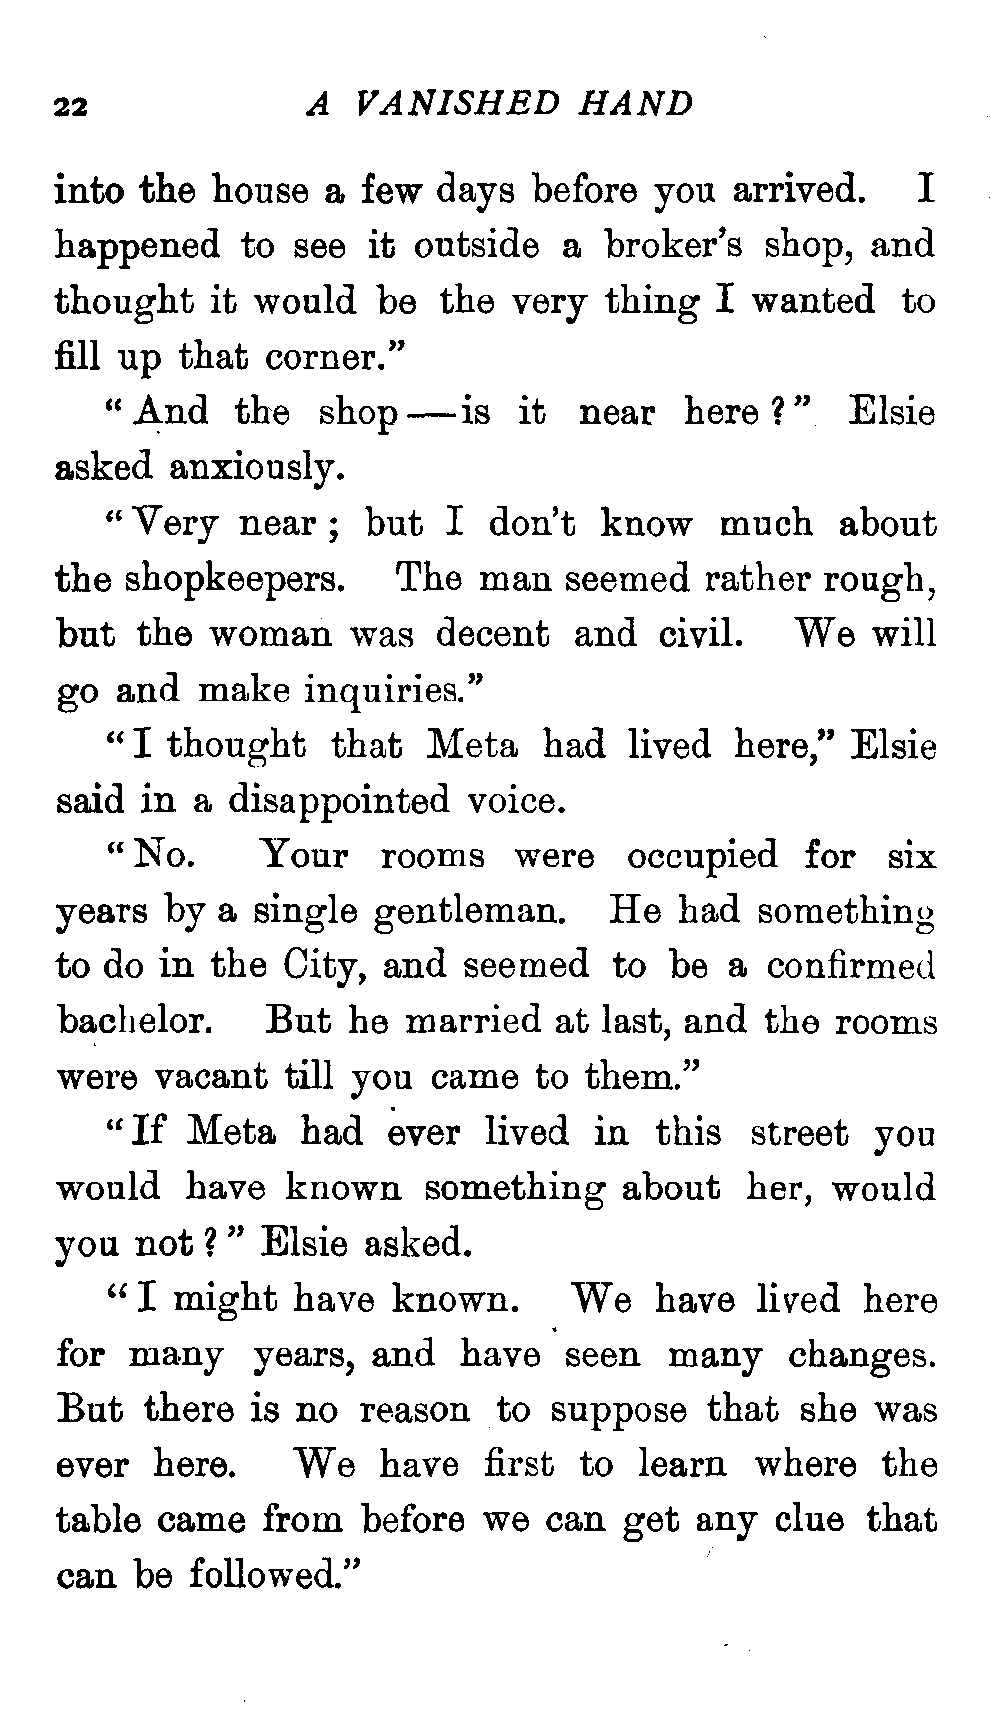 22 A VANISHED HAND
into the house a few days before you arrived. I
happened to see it outside a broker's shop, and
thought it would be the very thing I wanted to
fill up that corner."
"And the shop—is it near here?" Elsie
asked anxiously.
"Very near; but I don't know much about
the shopkeepers. The man seemed rather rough,
but the woman was decent and civil. We will
go and make inquiries."
"I thought that Meta had lived here," Elsie
said in a disappointed voice.
"No. Your rooms were occupied for six
years by a single gentleman. He had something
to do in the City, and seemed to be a confirmed
bachelor. But he married at last, and the rooms
were vacant till you came to them."
"If Meta had ever lived in this street you
would have known something about her, would
you not?" Elsie asked.
"I might have known. We have lived here
for many years, and have seen many changes.
But there is no reason to suppose that she was
ever here. We have first to learn where the
table came from before we can get any clue that
can be followed."